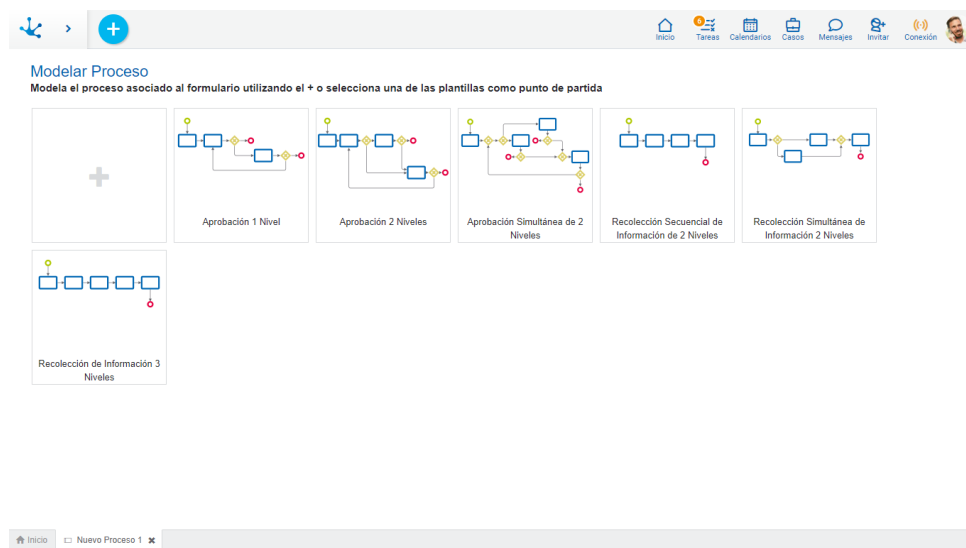 6
Inicio
Tareas
Calendarios
Casos
Mensajes
Invitar
Conexión
Modelar Proceso
Modela el proceso asociado al formulario utilizando el + o selecciona una de las plantillas como punto de partida
Aprobación 1 Nivel
Aprobación 2 Niveles
Aprobación Simultánea de 2
Niveles
Recolección Secuencial de
Información de 2 Niveles
Recolección Simultánea de
Información 2 Niveles
Recolección de Información 3
Niveles
Inicio
Nuevo Proceso 1